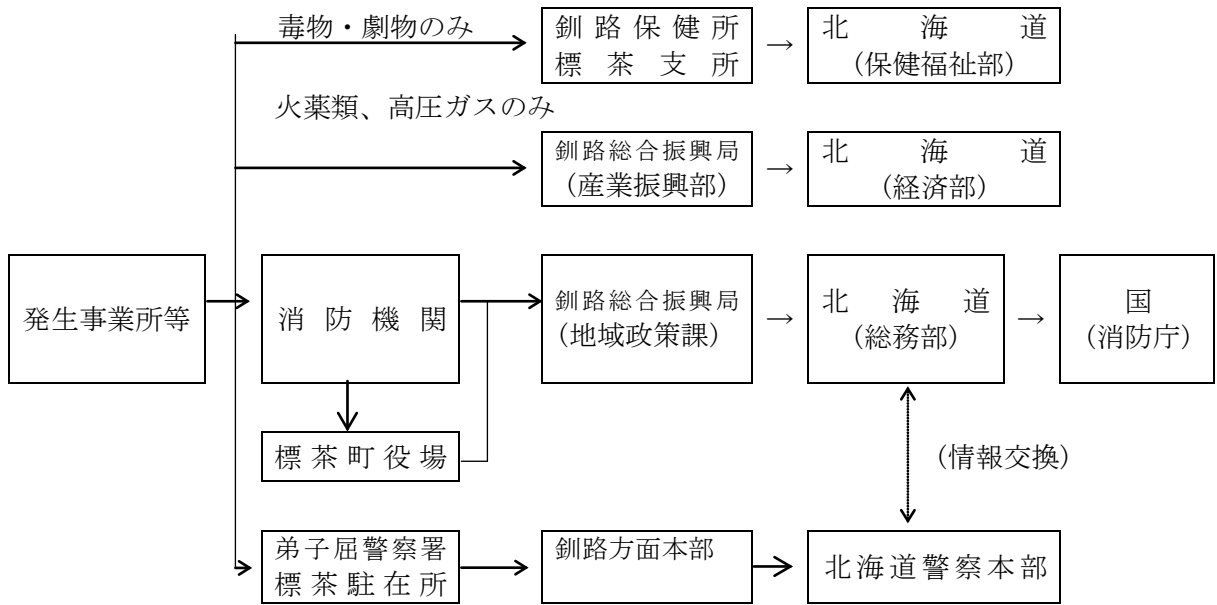 毒物・劇物のみ
釧路保健所
標茶支所
→
北海道
（保健福祉部）
火薬類、高圧ガスのみ
釧路総合振興局
（産業振興部）
→
北海道
（経済部）
発生事業所等
消防機関
釧路総合振興局
（地域政策課）
→
北海道
（総務部）
→
国
（消防庁）
標茶町役場
（情報交換）
弟子屈警察署
標茶駐在所
釧路方面本部
北海道警察本部